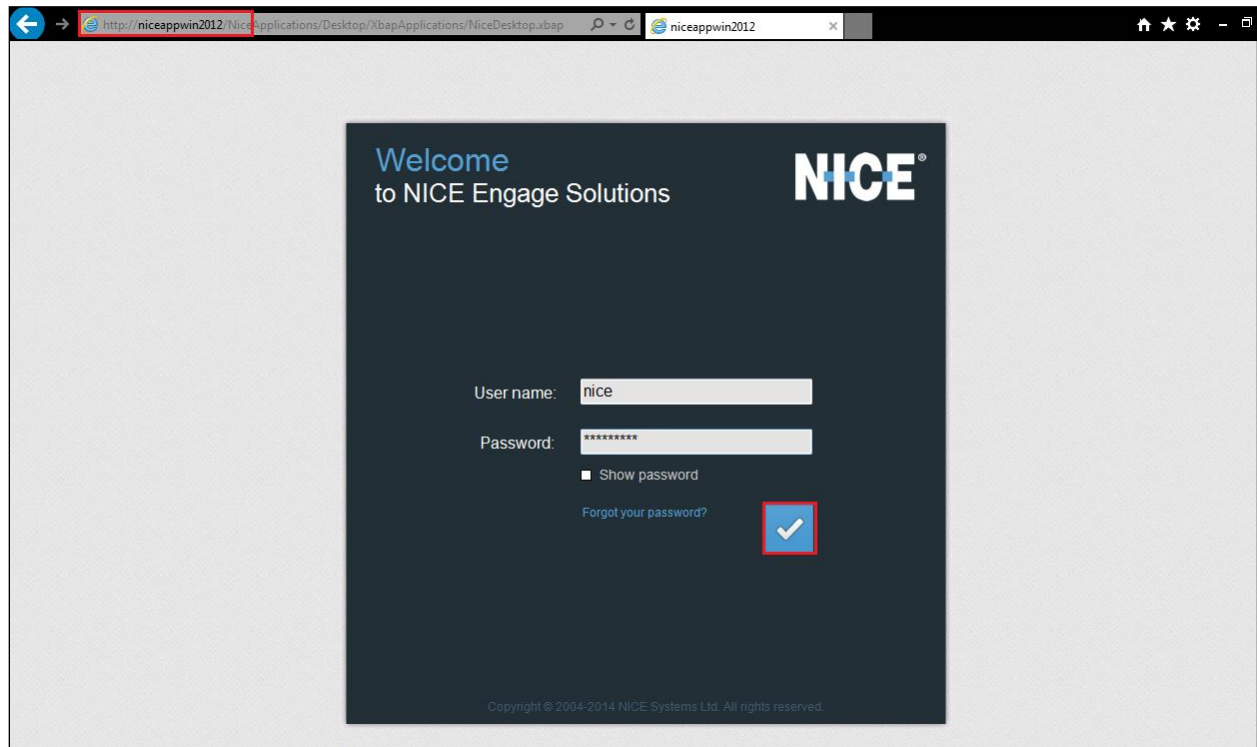 http://niceappwin2012/NiceApplications/Desktop/XbapApplications/NiceDesktop.xbap niceappwin2012
Welcome
to NICE Engage Solutions
NICE®
User name: nice
Password: *********
Show password
Forgot your password?
Copyright © 2004-2014 NICE Systems Ltd. All rights reserved.